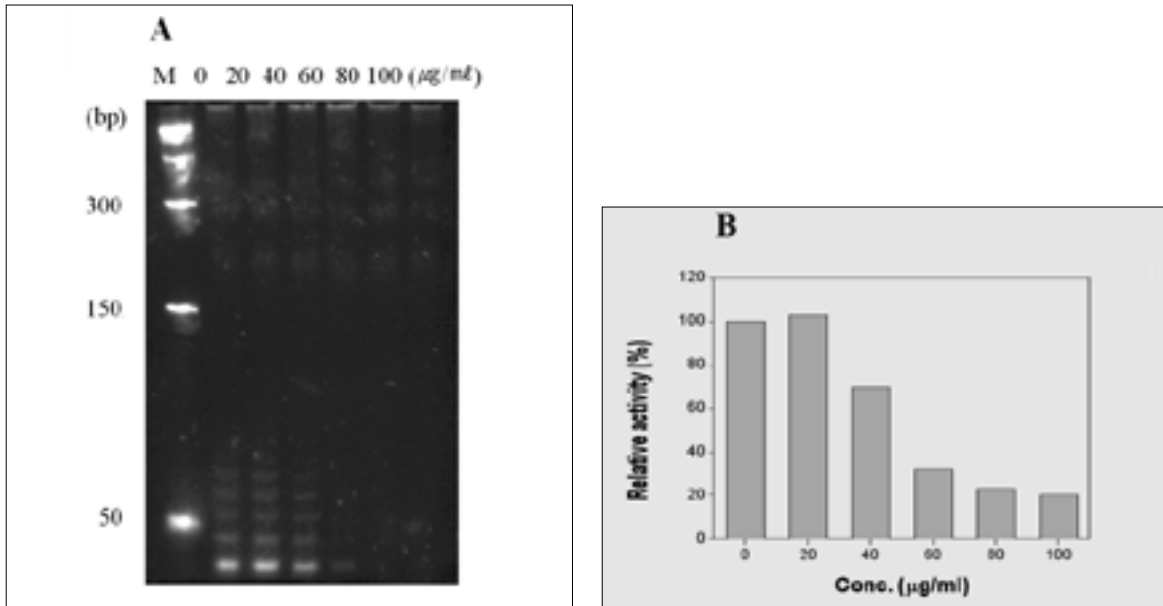 A
M 0 20 40 60 80 100 (μg/mℓ)
(bp)
300
150
50
B
120
100
80
60
40
20
0
Relative activity (%)
0 20 40 60 80 100
Conc. (μg/ml)